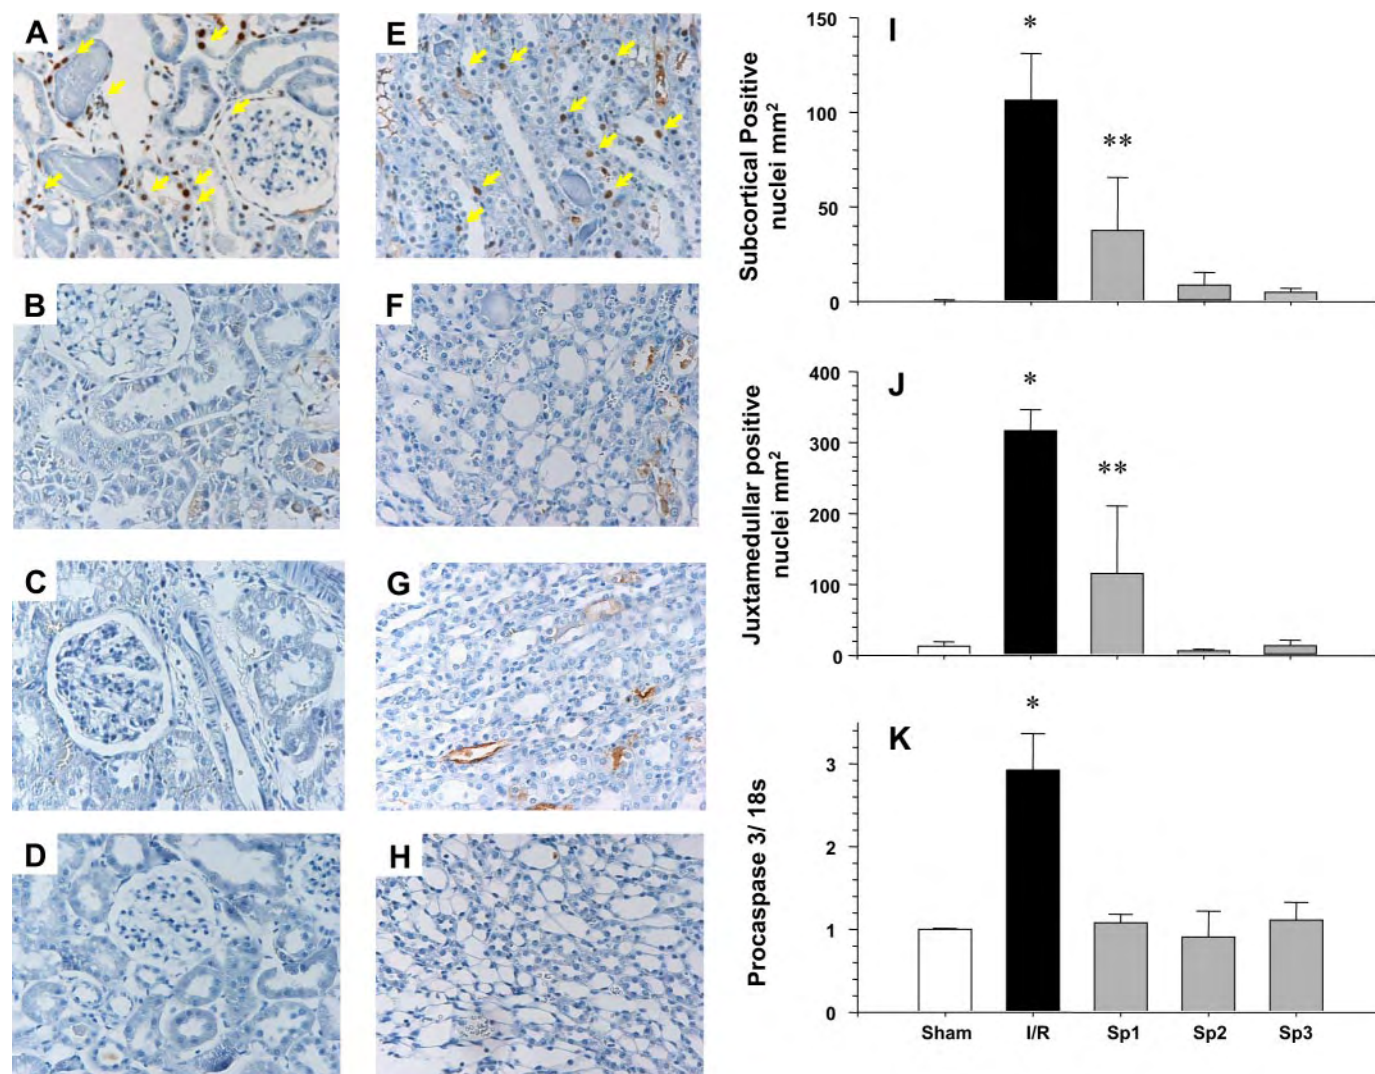 A
E
B
F
C
G
D
H
I
*
**
150
100
50
0
Subcortical Positive
nuclei mm²
J
*
**
400
300
200
100
0
Juxtamedullar positive
nuclei mm²
K
*
3
2
1
0
Procaspase 3/ 18s
Sham I/R Sp1 Sp2 Sp3